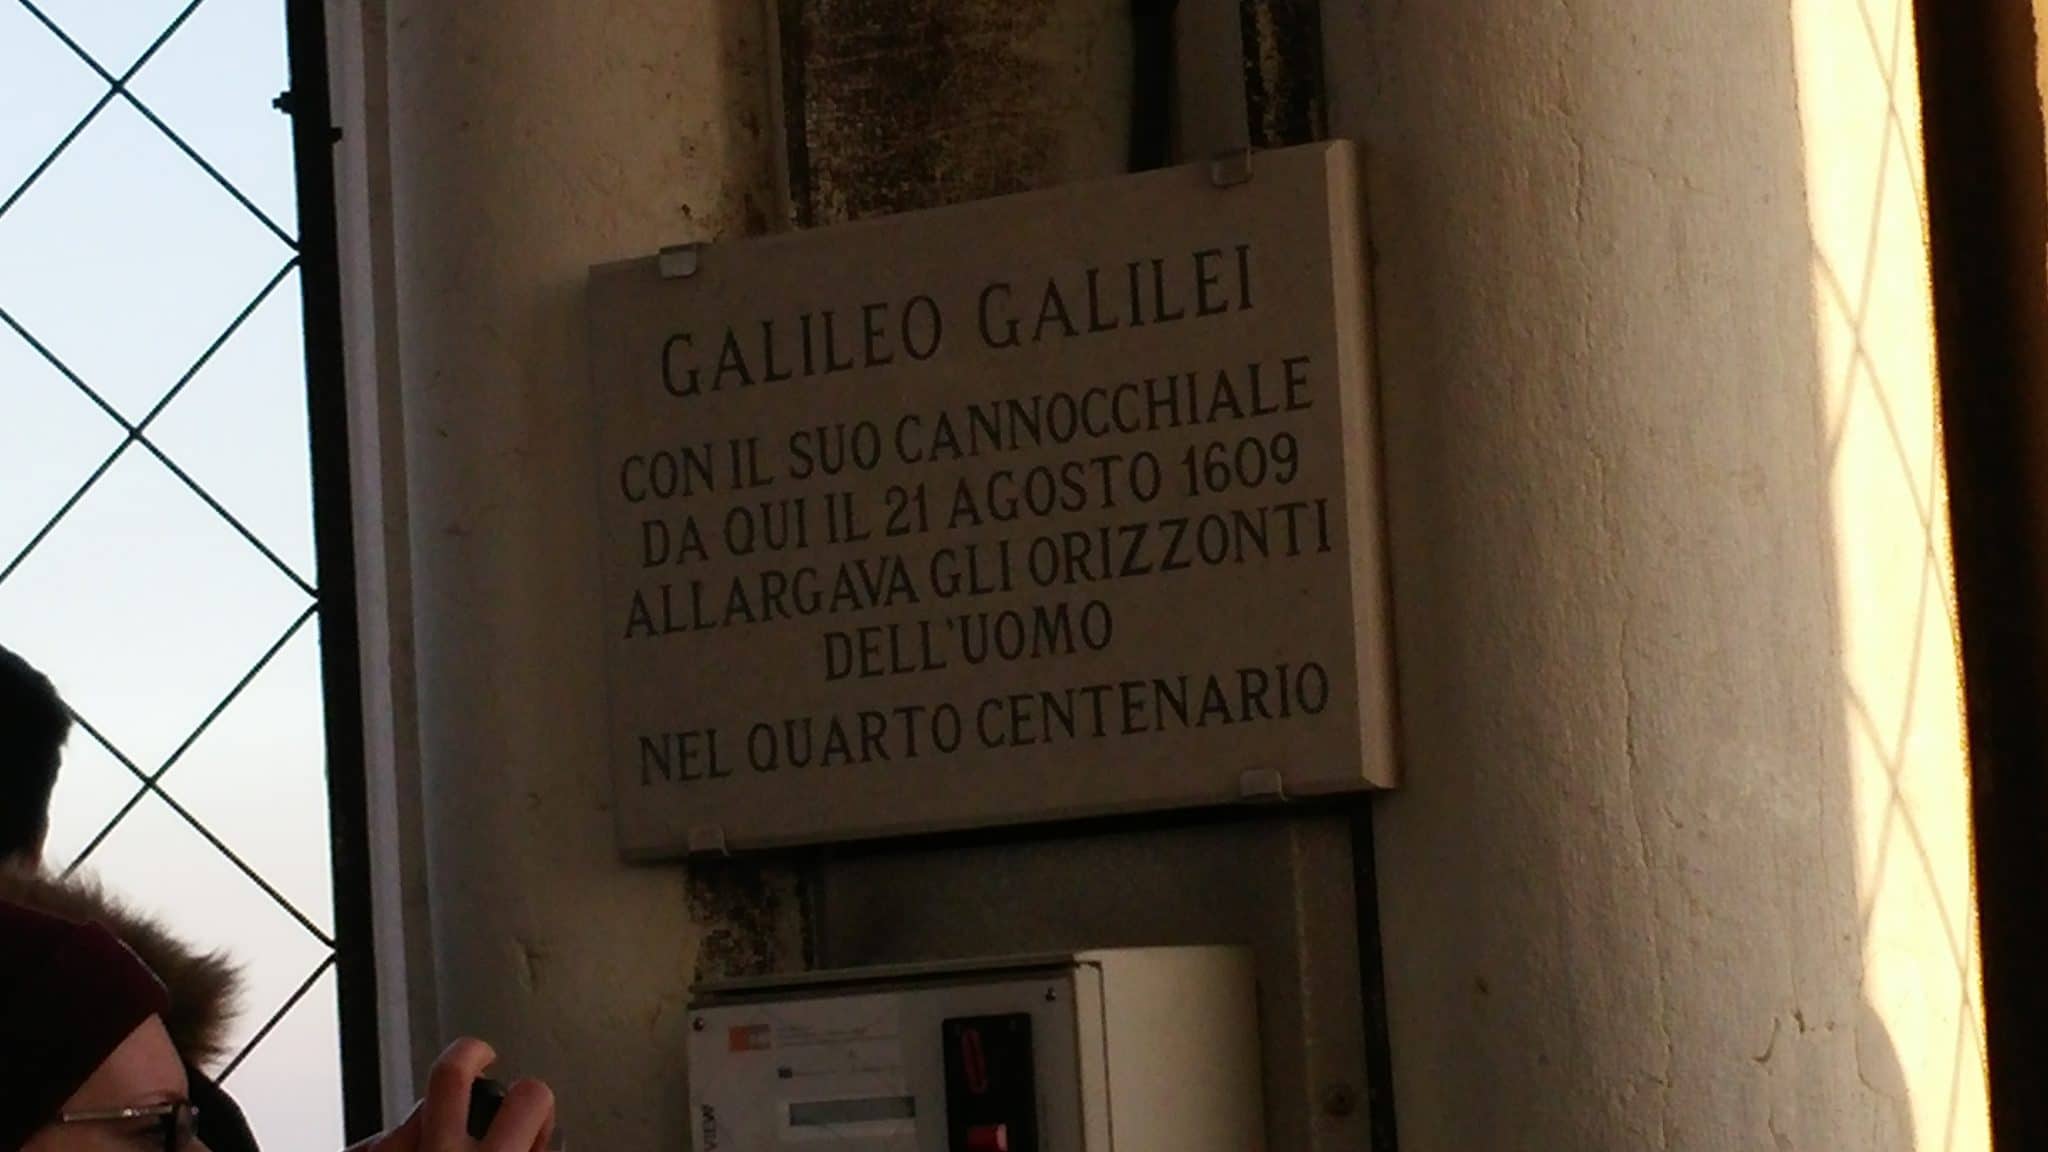 GALILEO GALILEI
CON IL SUO CANNOCCHIALE
DA QUI IL 21 AGOSTO 1609
ALLARGAVA GLI ORIZZONTI
DELL'UOMO
NEL QUARTO CENTENARIO
VIEW